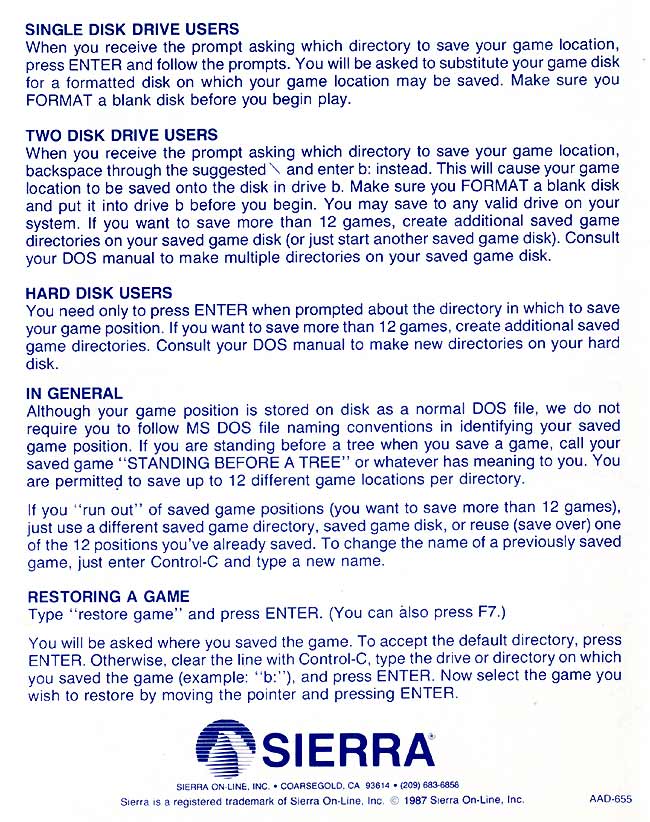 SINGLE DISK DRIVE USERS
When you receive the prompt asking which directory to save your game location,
press ENTER and follow the prompts. You will be asked to substitute your game disk
for a formatted disk on which your game location may be saved. Make sure you
FORMAT a blank disk before you begin play.
TWO DISK DRIVE USERS
When you receive the prompt asking which directory to save your game location,
backspace through the suggested \ and enter b: instead. This will cause your game
location to be saved onto the disk in drive b. Make sure you FORMAT a blank disk
and put it into drive b before you begin. You may save to any valid drive on your
system. If you want to save more than 12 games, create additional saved game
directories on your saved game disk (or just start another saved game disk). Consult
your DOS manual to make multiple directories on your saved game disk.
HARD DISK USERS
You need only to press ENTER when prompted about the directory in which to save
your game position. If you want to save more than 12 games, create additional saved
game directories. Consult your DOS manual to make new directories on your hard
disk.
IN GENERAL
Although your game position is stored on disk as a normal DOS file, we do not
require you to follow MS DOS file naming conventions in identifying your saved
game position. If you are standing before a tree when you save a game, call your
saved game "STANDING BEFORE A TREE" or whatever has meaning to you. You
are permitted to save up to 12 different game locations per directory.
If you "run out" of saved game positions (you want to save more than 12 games),
just use a different saved game directory, saved game disk, or reuse (save over) one
of the 12 positions you've already saved. To change the name of a previously saved
game, just enter Control-C and type a new name.
RESTORING A GAME
Type "restore game" and press ENTER. (You can also press F7.)
You will be asked where you saved the game. To accept the default directory, press
ENTER. Otherwise, clear the line with Control-C, type the drive or directory on which
you saved the game (example: "b:"), and press ENTER. Now select the game you
wish to restore by moving the pointer and pressing ENTER.
SIERRA®
SIERRA ON-LINE, INC. • COARSEGOLD, CA 93614 • (209) 683-6858
Sierra is a registered trademark of Sierra On-Line, Inc. © 1987 Sierra On-Line, Inc.
AAD-655